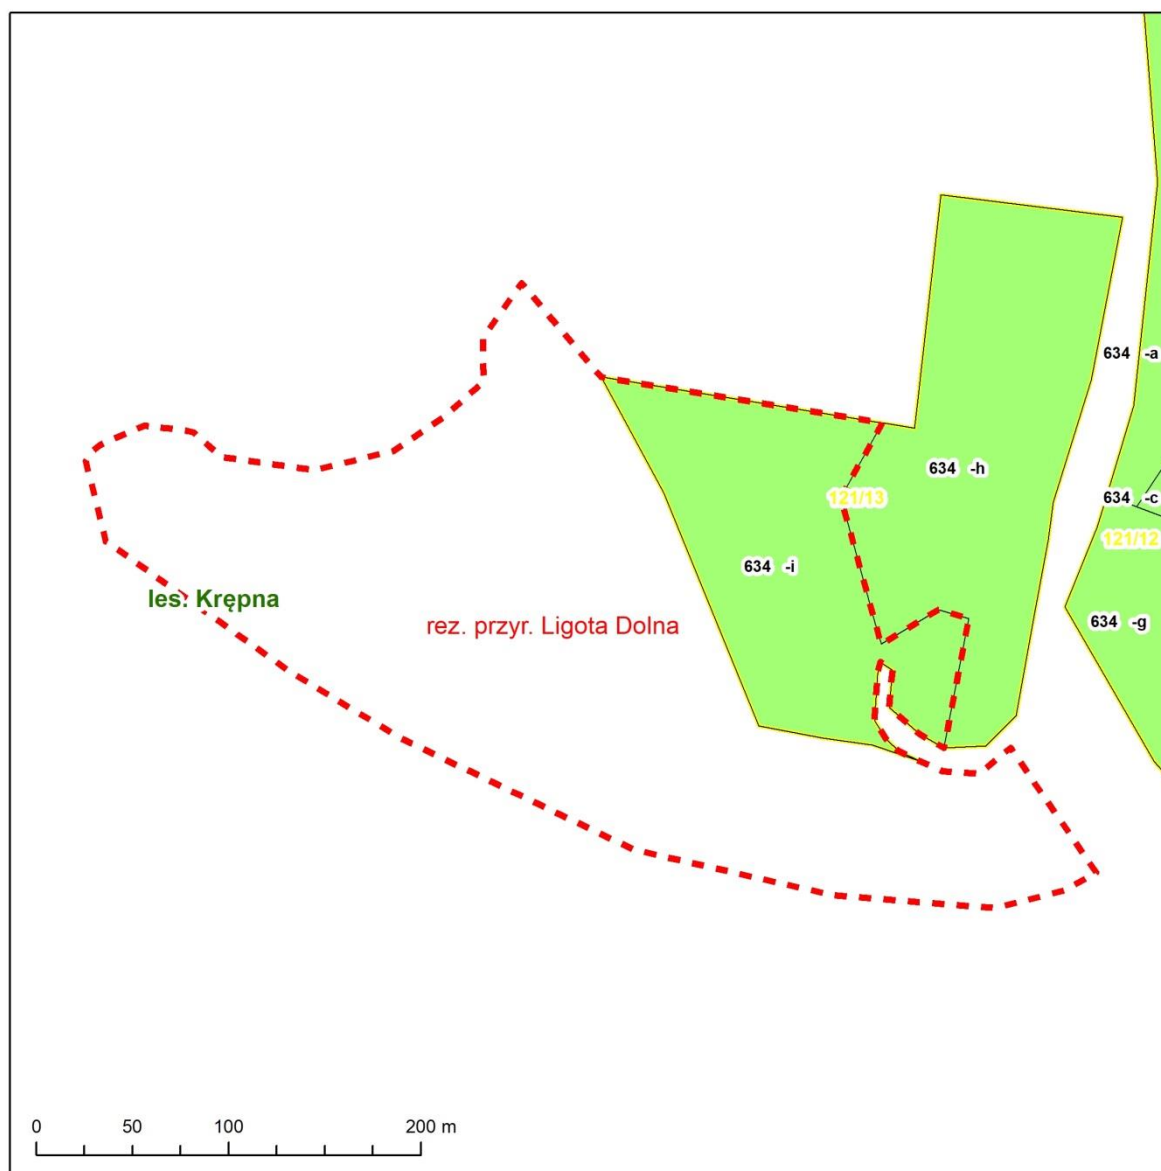 634 -a
634 -h
121/13
634 -c
121/12
634 -i
les. Krępna
rez. przyr. Ligota Dolna
634 -g
0 50 100 200 m